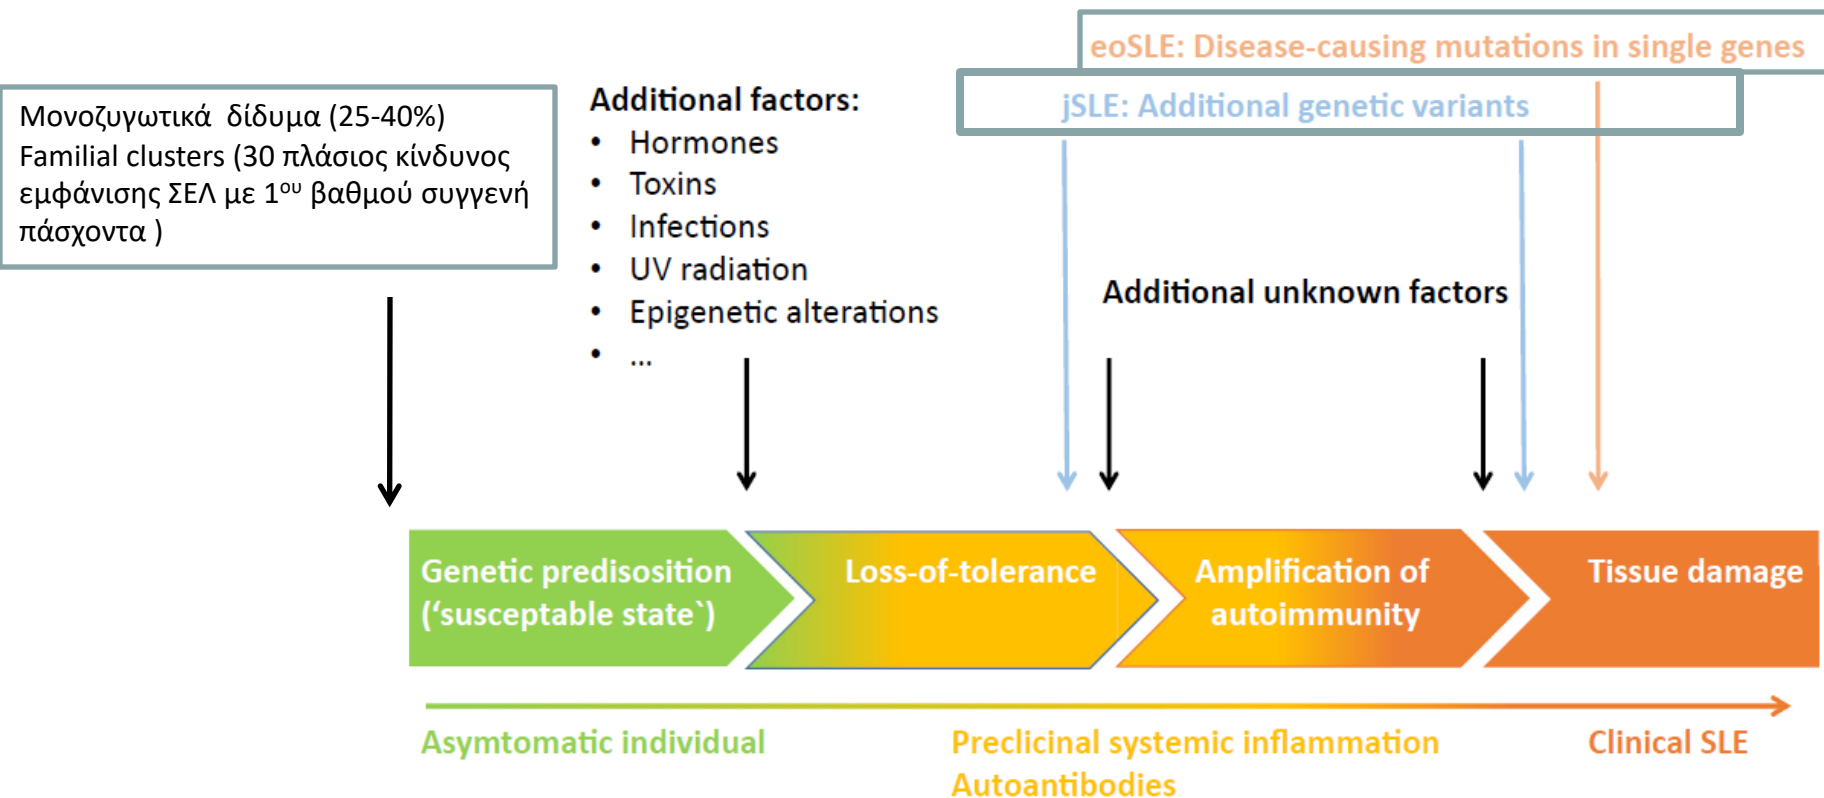 eoSLE: Disease-causing mutations in single genes
jSLE: Additional genetic variants
Μονοζυγωτικά δίδυμα (25-40%)
Familial clusters (30 πλάσιος κίνδυνος
εμφάνισης ΣΕΛ με 1ου βαθμού συγγενή
πάσχοντα )
Additional factors:
• Hormones
• Toxins
• Infections
• UV radiation
• Epigenetic alterations
• ...
Additional unknown factors
Genetic predisosition
(‘susceptable state`)
Loss-of-tolerance
Amplification of
autoimmunity
Tissue damage
Asymtomatic individual
Preclicinal systemic inflammation
Autoantibodies
Clinical SLE